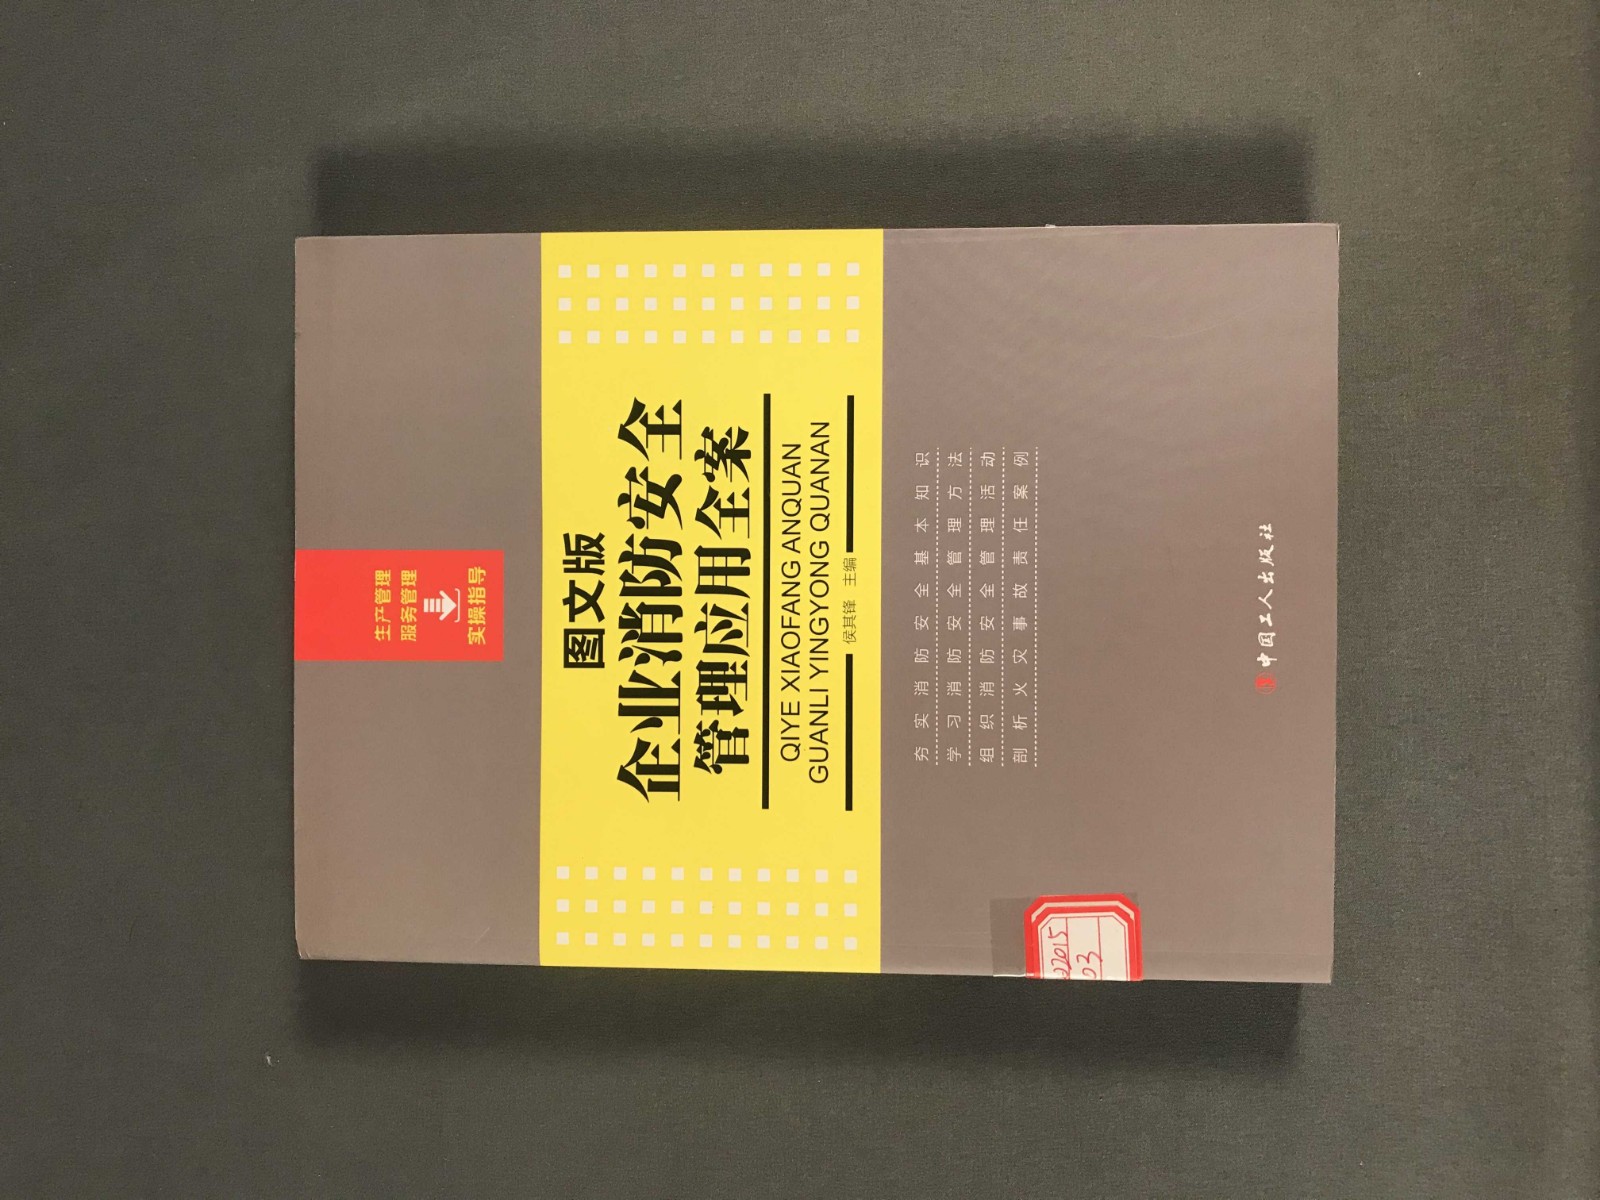 生产管理
服务管理
实操指导
图文版
企业消防安全
管理应用全案
QIYE XIAOFANG ANQUAN
GUANLI YINGYONG QUANAN
侯其锋 主编
夯实消防安全基本知识
学习消防安全管理方法
组织消防安全管理活动
剖析火灾事故责任案例
中国工人出版社
22015
03